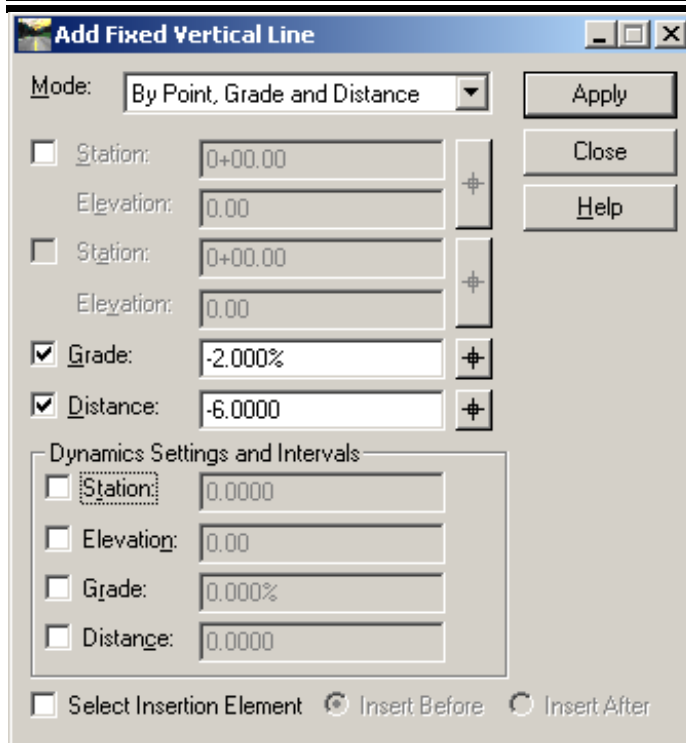 Add Fixed Vertical Line
Mode: By Point, Grade and Distance
Apply
Station: 0+00.00
Close
Elevation: 0.00
Help
Station: 0+00.00
Elevation: 0.00
Grade: -2.000%
Distance: -6.0000
Dynamics Settings and Intervals
Station: 0.0000
Elevation: 0.00
Grade: 0.000%
Distance: 0.0000
Select Insertion Element Insert Before Insert After